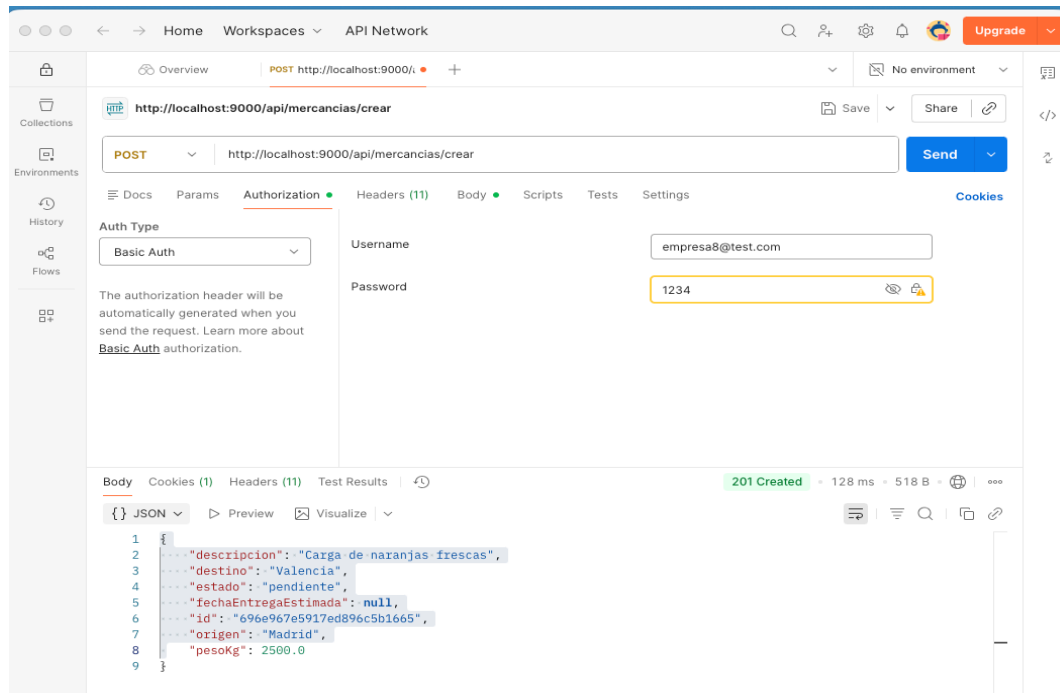 Home Workspaces API Network Upgrade
Overview POST http://localhost:9000/ No environment
HTTP http://localhost:9000/api/mercancias/crear Save Share
Collections
POST http://localhost:9000/api/mercancias/crear Send
Environments
Docs Params Authorization Headers (11) Body Scripts Tests Settings Cookies
History
Auth Type
Basic Auth
Username empresa8@test.com
Flows
Password 1234
The authorization header will be
automatically generated when you
send the request. Learn more about
Basic Auth authorization.
Body Cookies (1) Headers (11) Test Results 201 Created • 128 ms • 518 B
{} JSON Preview Visualize
1 {
2 "descripcion": "Carga de naranjas frescas",
3 "destino": "Valencia",
4 "estado": "pendiente",
5 "fechaEntregaEstimada": null,
6 "id": "696e967e5917ed896c5b1665",
7 "origen": "Madrid",
8 "pesoKg": 2500.0
9 }